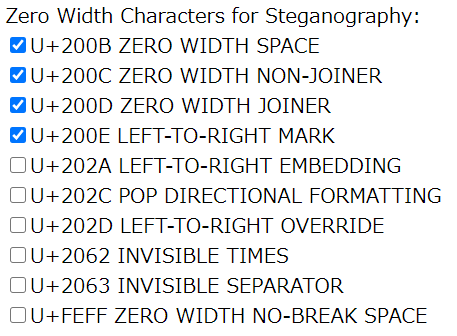 Zero Width Characters for Steganography:
U+200B ZERO WIDTH SPACE
U+200C ZERO WIDTH NON-JOINER
U+200D ZERO WIDTH JOINER
U+200E LEFT-TO-RIGHT MARK
U+202A LEFT-TO-RIGHT EMBEDDING
U+202C POP DIRECTIONAL FORMATTING
U+202D LEFT-TO-RIGHT OVERRIDE
U+2062 INVISIBLE TIMES
U+2063 INVISIBLE SEPARATOR
U+FEFF ZERO WIDTH NO-BREAK SPACE